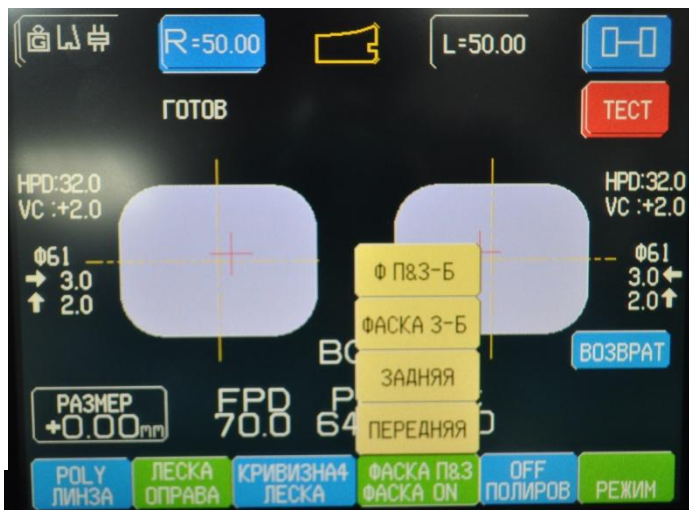 R=50.00
L=50.00
ГОТОВ
ТЕСТ
HPD:32.0
VC :+2.0
HPD:32.0
VC :+2.0
Φ61
→ 3.0
↑ 2.0
Φ61
3.0←
2.0↑
Ф П&З-Б
ФАСКА З-Б
ЗАДНЯЯ
ПЕРЕДНЯЯ
ВОЗВРАТ
РАЗМЕР
+0.00mm
FPD
70.0
64
POLY
ЛИНЗА
ЛЕСКА
ОПРАВА
КРИВИЗНА4
ЛЕСКА
ФАСКА П&З
ФАСКА ON
OFF
ПОЛИРОВ
РЕЖИМ